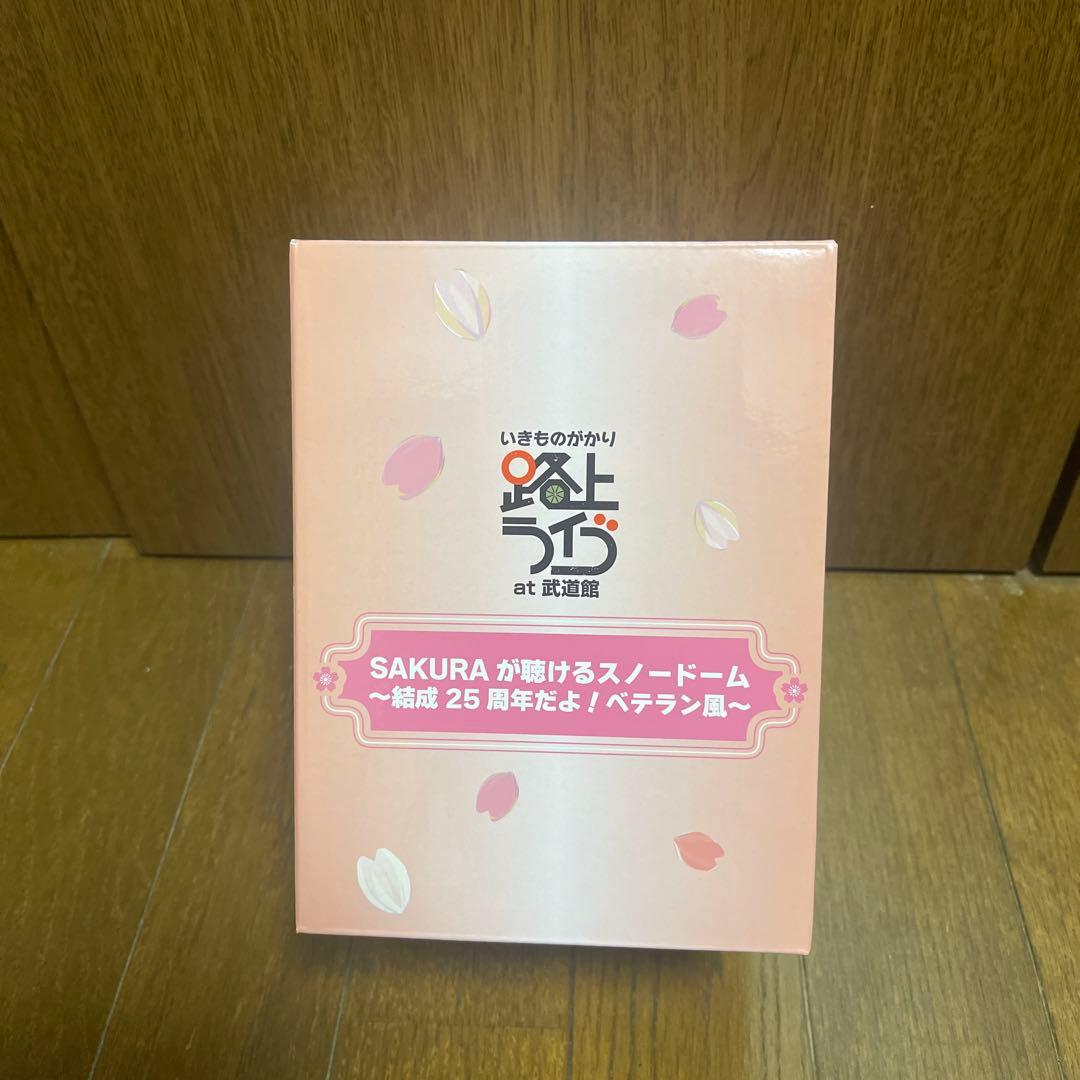 いきものがかり
路上
ライブ
at 武道館
SAKURA が聴けるスノードーム
～結成 25 周年だよ！ベテラン風～